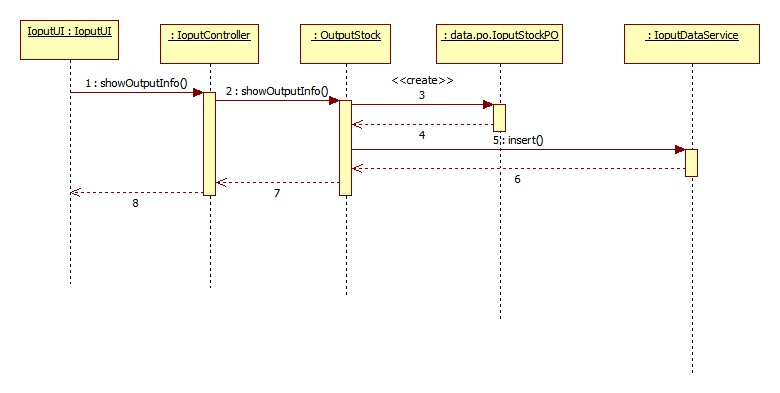 IoputUI : IoputUI
: IoputController
: OutputStock
: data.po.IoputStockPO
: IoputDataService
1 : showOutputInfo()
2 : showOutputInfo()
<<create>>
3
4
5 : insert()
6
7
8